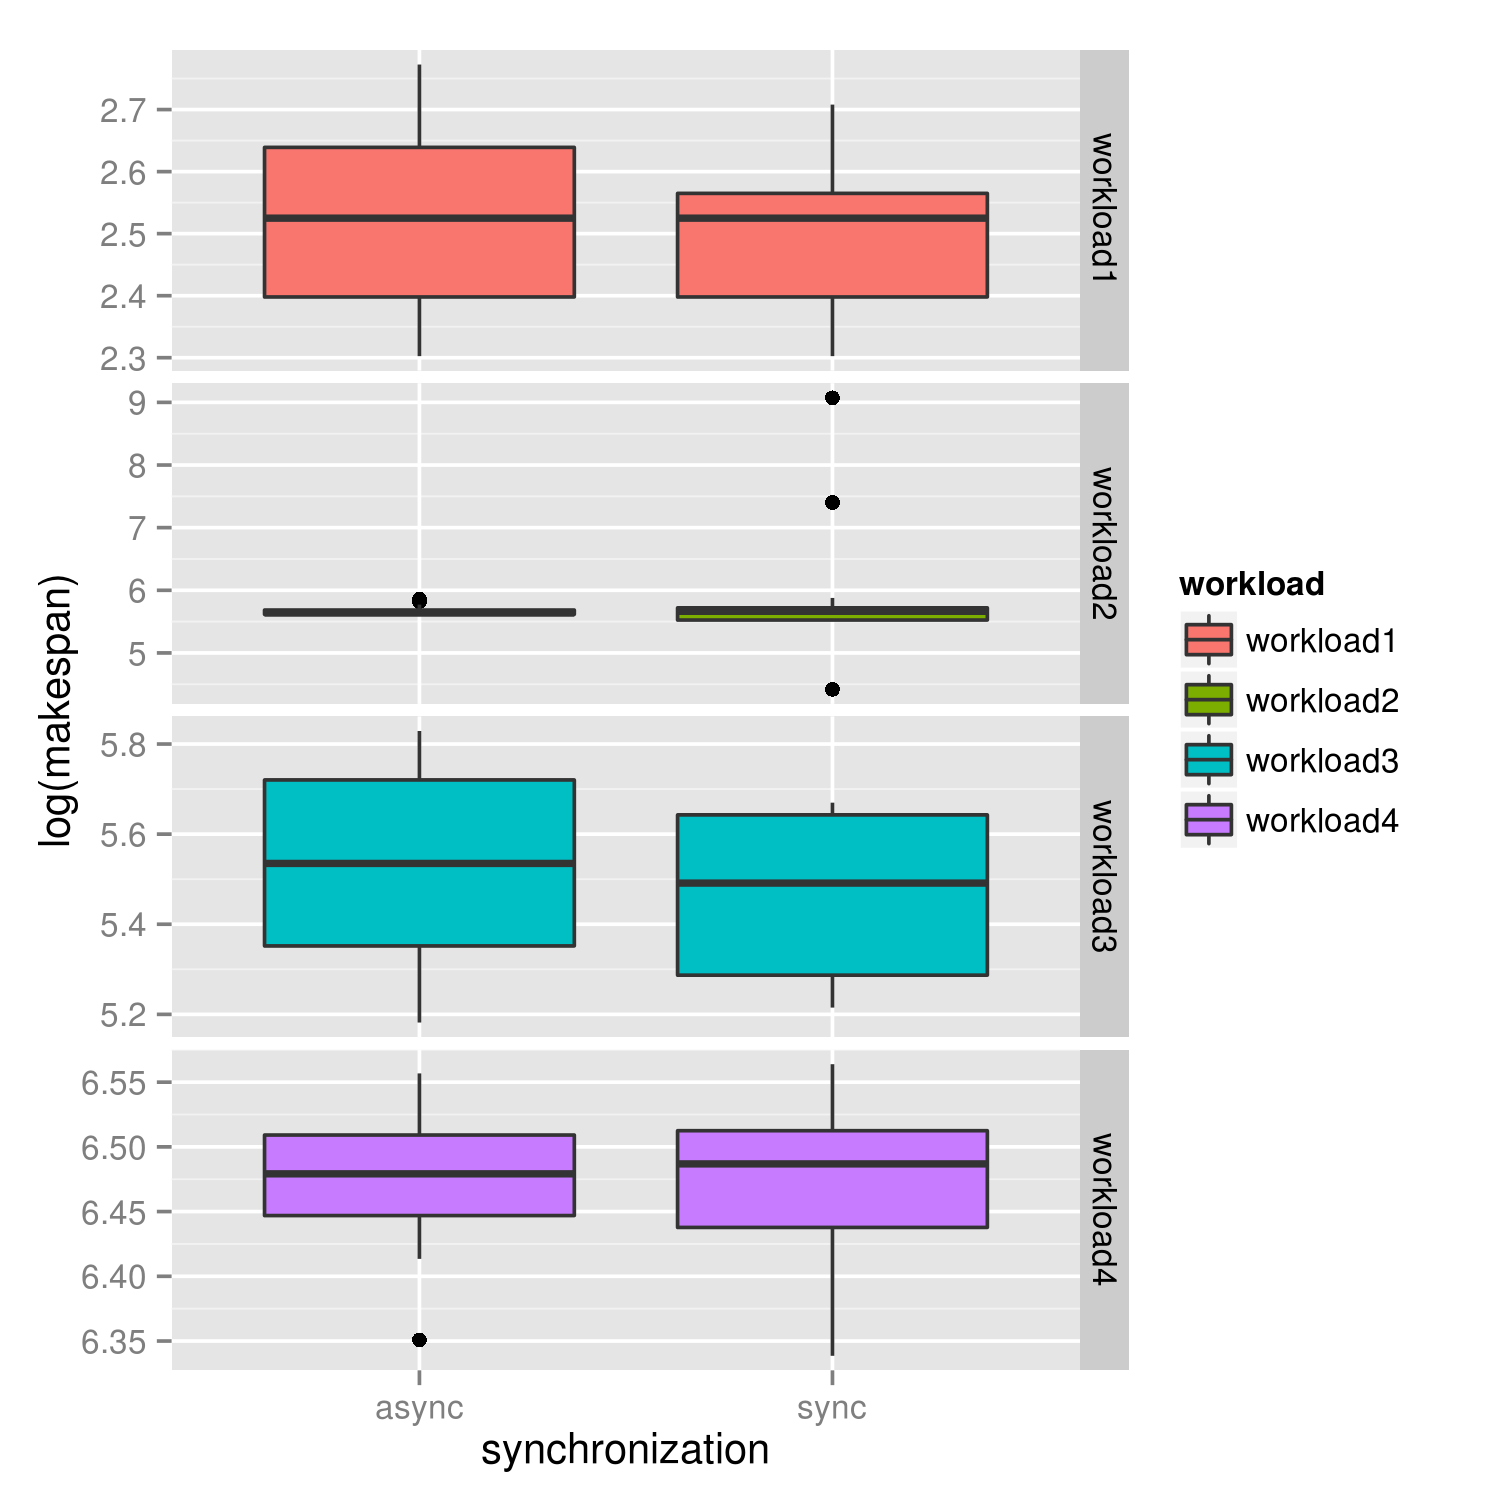 log(makespan)
2.7
2.6
2.5
2.4
2.3
workload1
9
8
7
6
5
workload2
5.8
5.6
5.4
5.2
workload3
6.55
6.50
6.45
6.40
6.35
workload4
async
sync
synchronization
workload
workload1
workload2
workload3
workload4